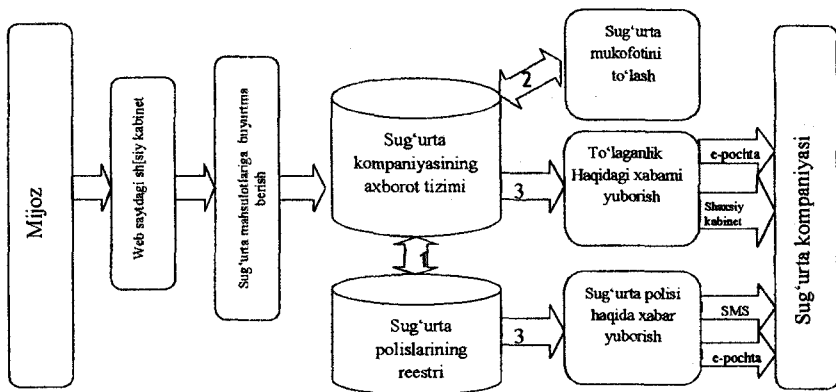 Mijoz
Web saytdagi sh[siy kabinet
Sug‘urta mahsulotlariga buyurtma
berish
Sug‘urta
kompaniyasining
axborot tizimi
1
Sug‘urta
polislarining
reestri
2
Sug‘urta
mukofotini
to‘lash
3
To‘laganlik
Haqidagi xabarni
yuborish
e-pochta
Shaxsiy
kabinet
3
Sug‘urta polisi
haqida xabar
yuborish
SMS
e-pochta
Sug‘urta kompaniyasi